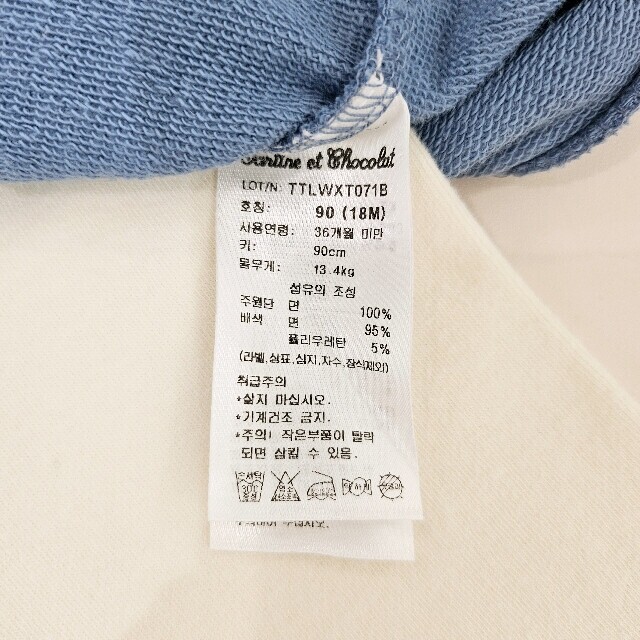 Tartine et Chocolat
LOT/N: TTLWXT071B
호칭: 90 (18M)
사용연령: 36개월 미만
키: 90cm
몸무게: 13.4kg
섬유의 조성
주원단 면 100%
배색 면 95%
폴리우레탄 5%
(라벨,상표,심지,자수,장식제외)
취급주의
*삶지 마십시오.
*기계건조 금지.
*주의! 작은부품이 탈락
되면 삼킬 수 있음.